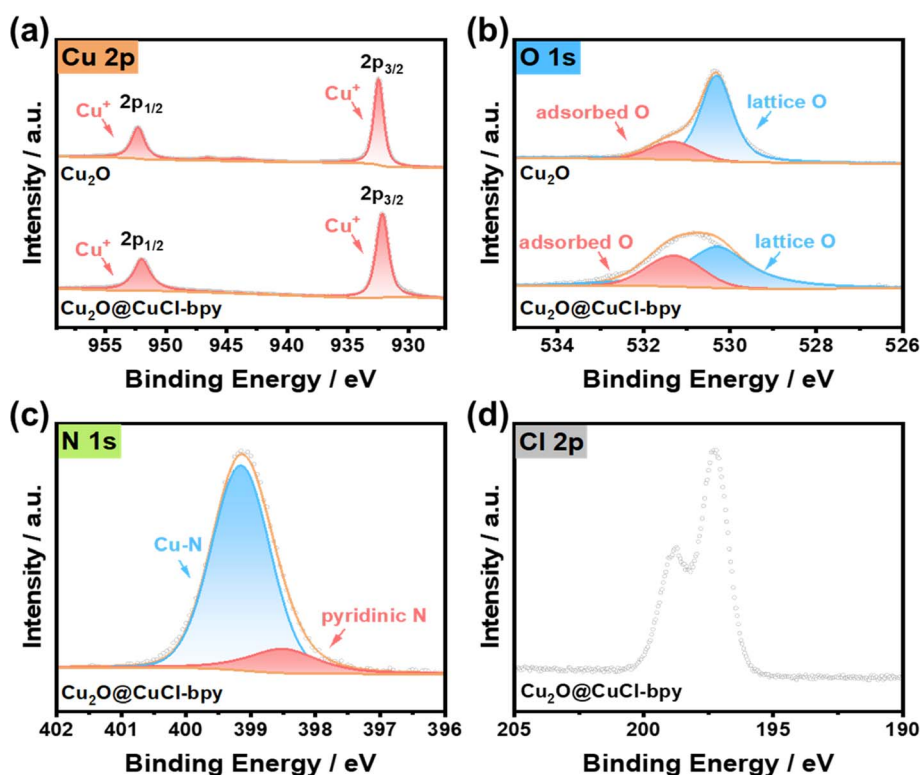 (a)
Cu 2p
2p₃/₂
2p₁/₂
Cu⁺
Cu⁺
Cu₂O
2p₃/₂
2p₁/₂
Cu⁺
Cu⁺
Cu₂O@CuCl-bpy
Intensity / a.u.
955 950 945 940 935 930
Binding Energy / eV
(b)
O 1s
adsorbed O
lattice O
Cu₂O
adsorbed O
lattice O
Cu₂O@CuCl-bpy
Intensity / a.u.
534 532 530 528 526
Binding Energy / eV
(c)
N 1s
Cu-N
pyridinic N
Cu₂O@CuCl-bpy
Intensity / a.u.
402 401 400 399 398 397 396
Binding Energy / eV
(d)
Cl 2p
Cu₂O@CuCl-bpy
Intensity / a.u.
205 200 195 190
Binding Energy / eV